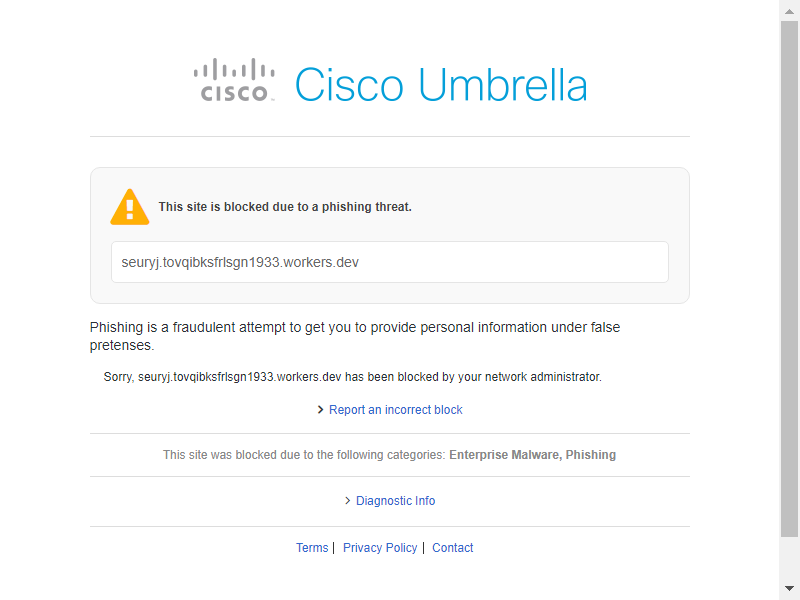 CISCO Cisco Umbrella
This site is blocked due to a phishing threat.
seuryj.tovqibksfrlsgn1933.workers.dev
Phishing is a fraudulent attempt to get you to provide personal information under false
pretenses.
Sorry, seuryj.tovqibksfrlsgn1933.workers.dev has been blocked by your network administrator.
Report an incorrect block
This site was blocked due to the following categories: Enterprise Malware, Phishing
Diagnostic Info
Terms | Privacy Policy | Contact